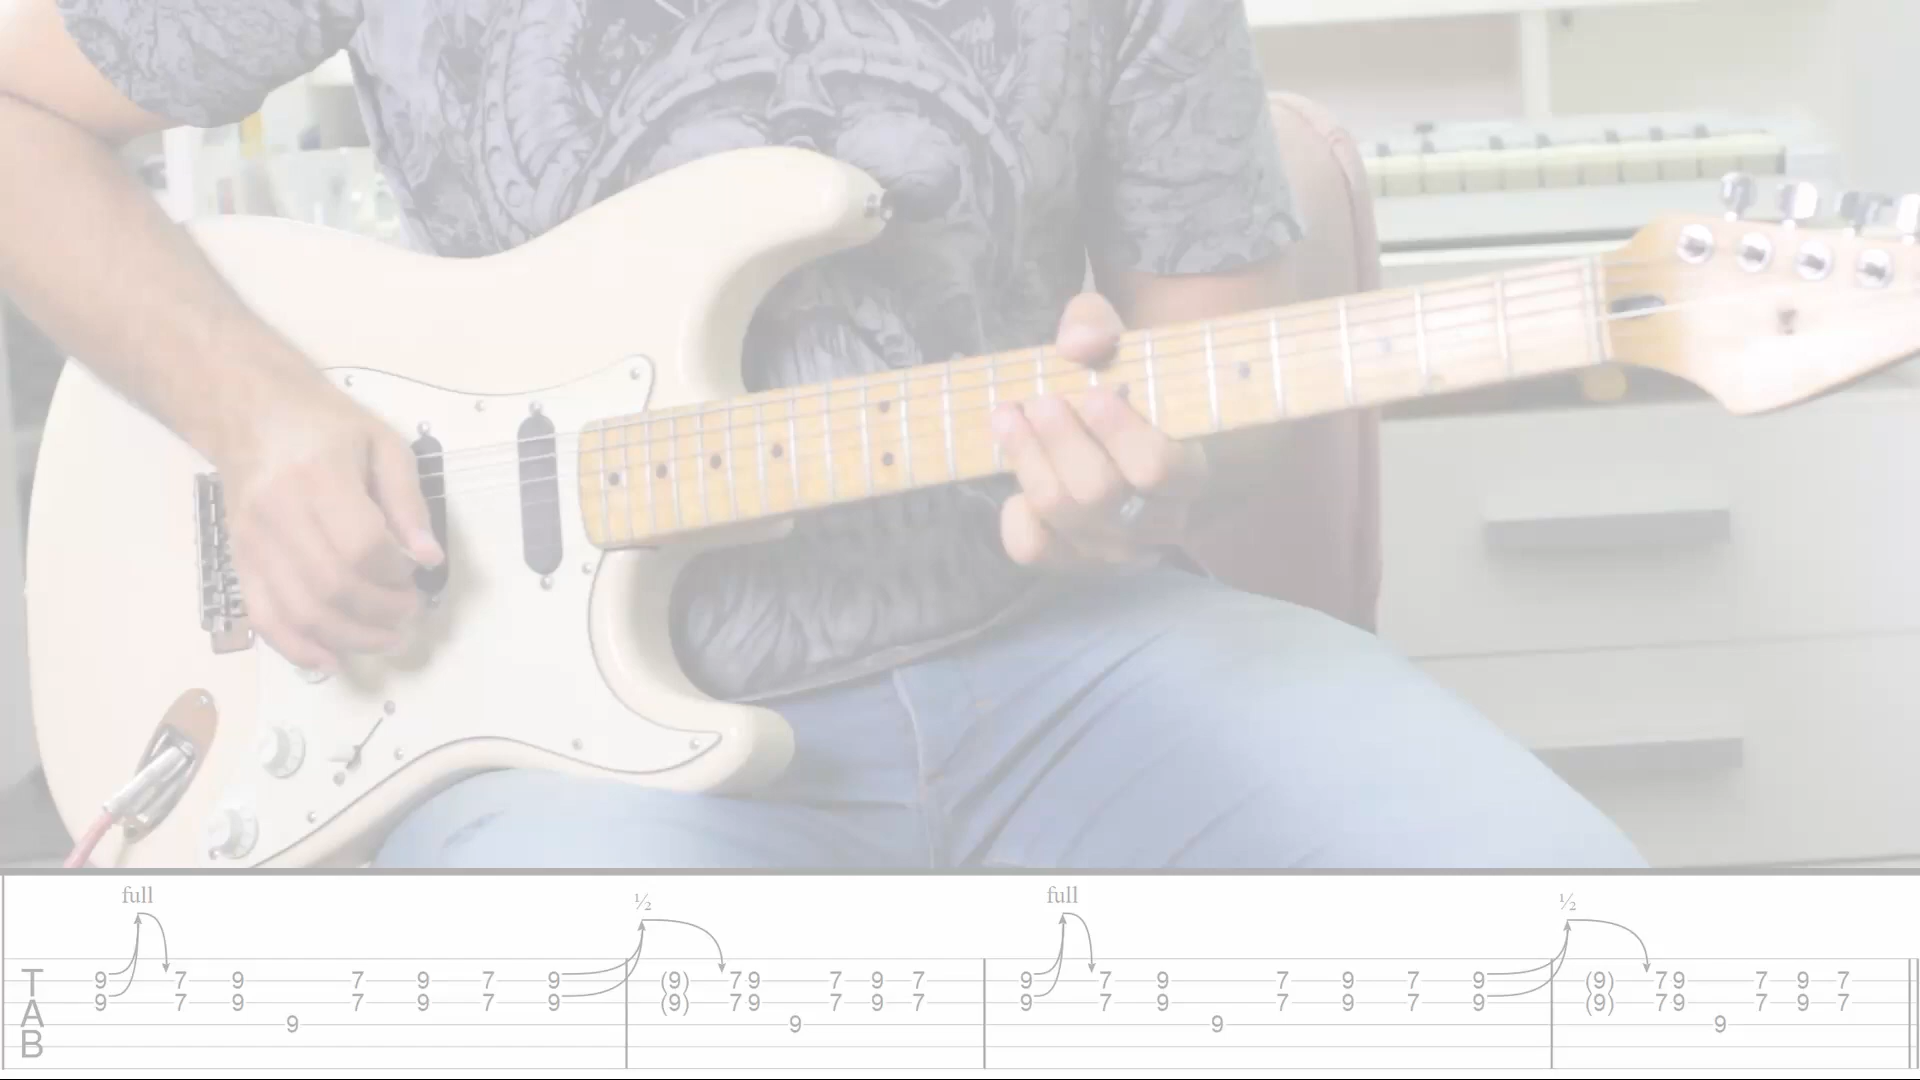 full ½ full ½
T 9 7 9 7 9 7 9 (9) 7 9 7 9 7 9 7 9 7 9 7 9 (9) 7 9 7 9 7
A 9 7 9 7 9 7 9 (9) 7 9 7 9 7 9 7 9 7 9 7 9 (9) 7 9 7 9 7
9 9 9 9
B